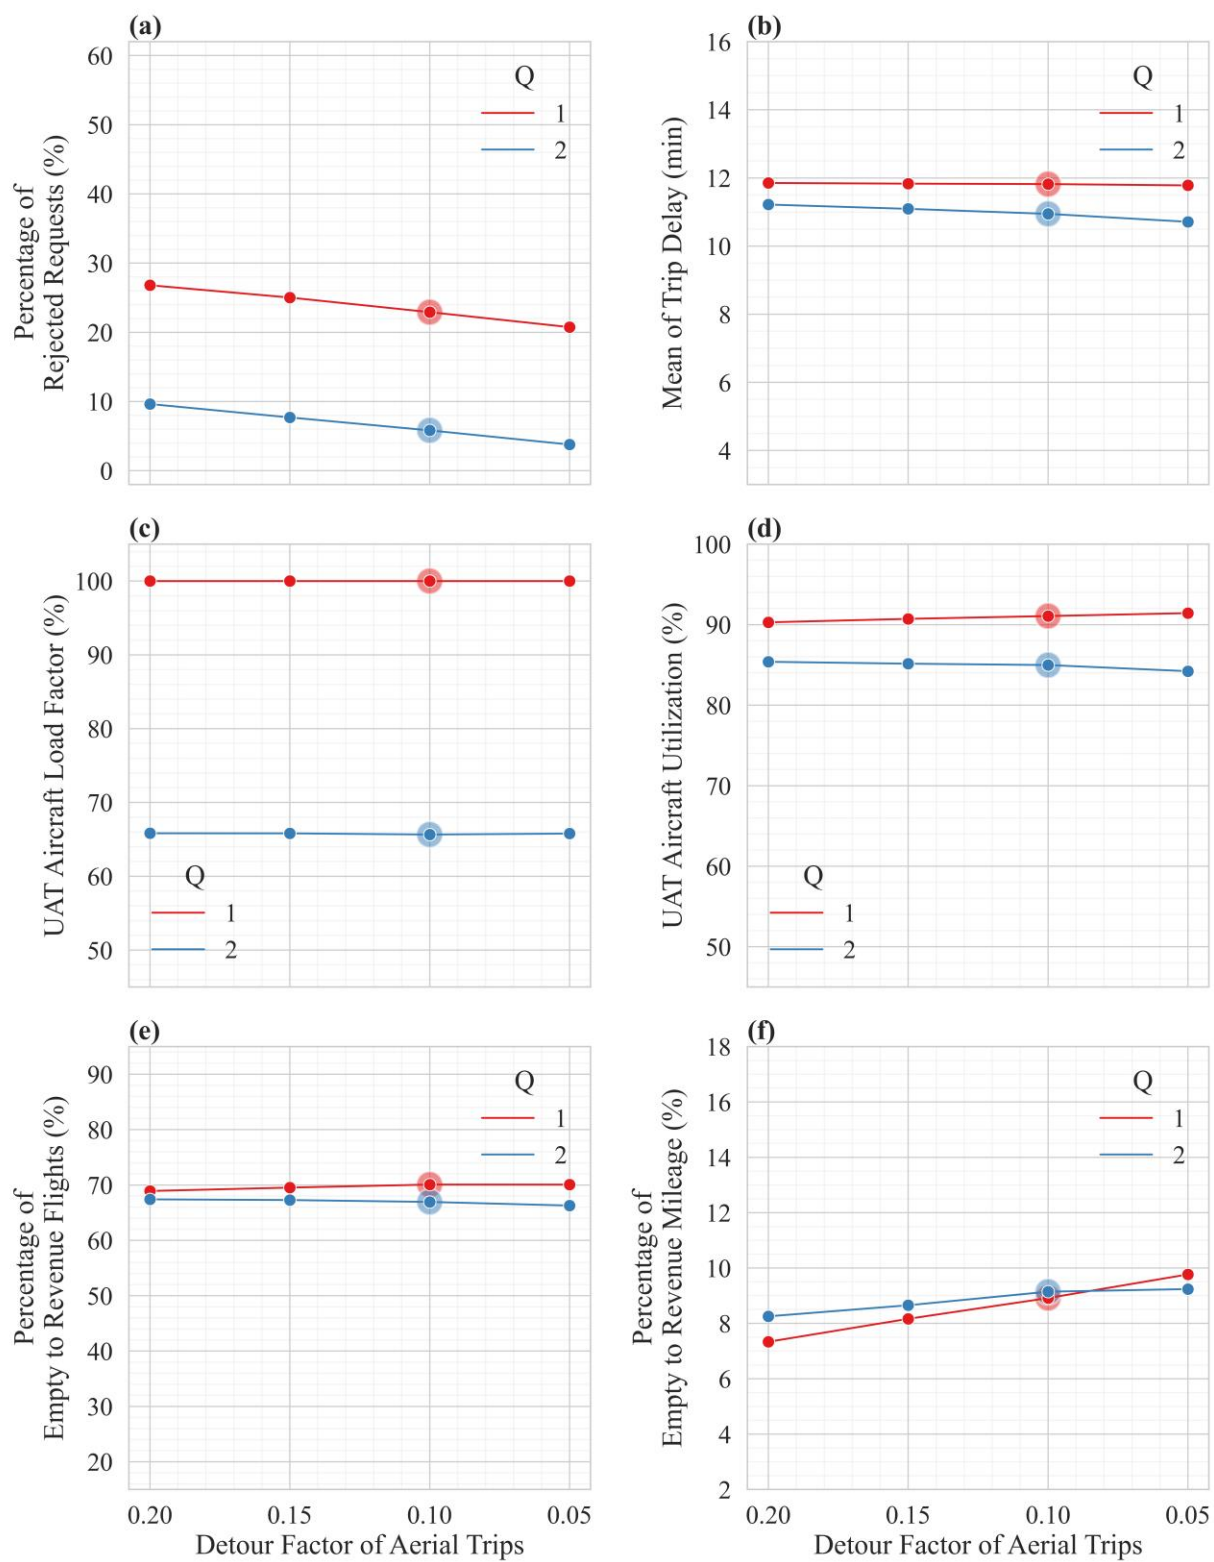 (a)
60
50
40
30
20
10
0
Percentage of
Rejected Requests (%)
Q
1
2
(b)
16
14
12
10
8
6
4
Mean of Trip Delay (min)
Q
1
2
(c)
100
90
80
70
60
50
UAT Aircraft Load Factor (%)
Q
1
2
(d)
100
90
80
70
60
50
UAT Aircraft Utilization (%)
Q
1
2
(e)
90
80
70
60
50
40
30
20
Percentage of
Empty to Revenue Flights (%)
Q
1
2
0.20 0.15 0.10 0.05
Detour Factor of Aerial Trips
(f)
18
16
14
12
10
8
6
4
2
Percentage of
Empty to Revenue Mileage (%)
Q
1
2
0.20 0.15 0.10 0.05
Detour Factor of Aerial Trips